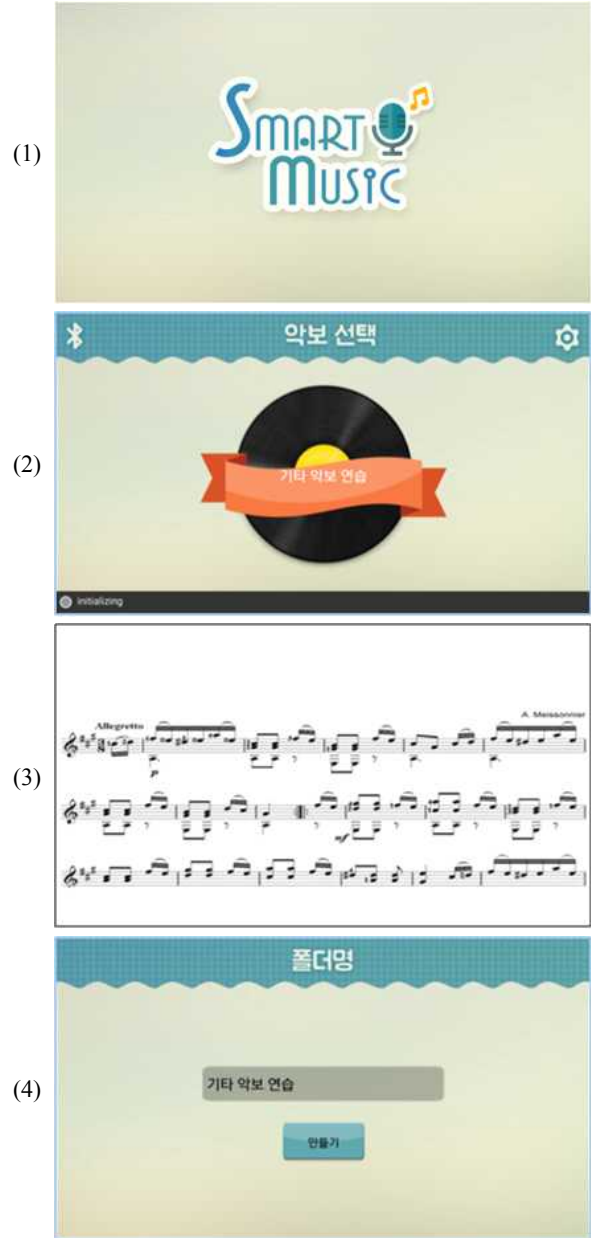 (1)
SMART
MUSIC
(2)
악보 선택
기타 악보 연습
initializing
(3)
Allegretto
A. Meissonnier
p
mf
(4)
폴더명
기타 악보 연습
만들기